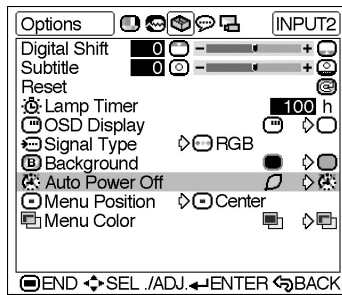 Options INPUT2
Digital Shift 0 - +
Subtitle 0 - +
Reset
Lamp Timer 100 h
OSD Display
Signal Type RGB
B Background
Auto Power Off
Menu Position Center
Menu Color
END SEL ./ADJ. ENTER BACK